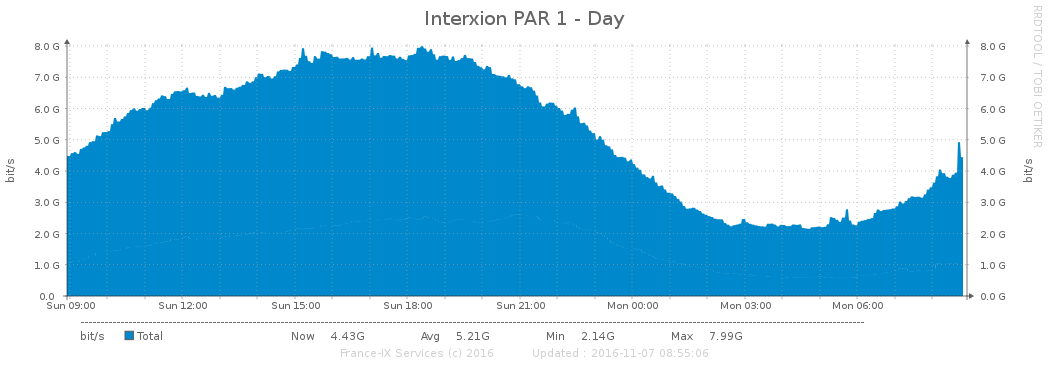 Interxion PAR 1 - Day
RRDTOOL / TOBI OETIKER
bit/s
8.0 G 8.0 G
7.0 G 7.0 G
6.0 G 6.0 G
5.0 G 5.0 G
4.0 G 4.0 G
3.0 G 3.0 G
2.0 G 2.0 G
1.0 G 1.0 G
0.0 0.0 G
bit/s
Sun 09:00 Sun 12:00 Sun 15:00 Sun 18:00 Sun 21:00 Mon 00:00 Mon 03:00 Mon 06:00
bit/s Total Now 4.43G Avg 5.21G Min 2.14G Max 7.99G
France-IX Services (c) 2016 Updated : 2016-11-07 08:55:06